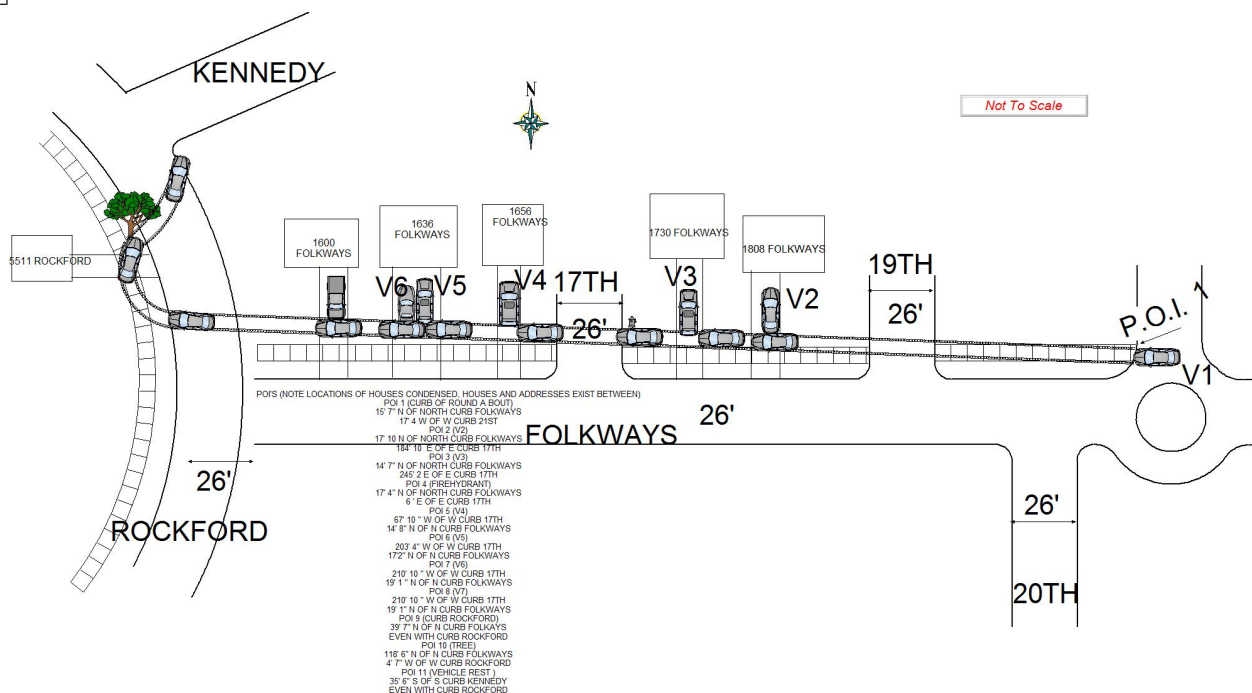 KENNEDY
N
Not To Scale
1600
FOLKWAYS
1636
FOLKWAYS
1656
FOLKWAYS
1730 FOLKWAYS
1808 FOLKWAYS
5511 ROCKFORD
V6
V5
V4
17TH
26'
V3
V2
19TH
26'
P.O.I. 1
V1
POI'S (NOTE LOCATIONS OF HOUSES CONDENSED, HOUSES AND ADDRESSES EXIST BETWEEN)
POI 1 (CURB OF ROUND A BOUT)
15' 7" N OF NORTH CURB FOLKWAYS
17' 4 W OF W CURB 21ST
POI 2 (V2)
17' 10 N OF NORTH CURB FOLKWAYS
184' 10 E OF E CURB 17TH
POI 3 (V3)
14' 7" N OF NORTH CURB FOLKWAYS
245' 2 E OF E CURB 17TH
POI 4 (FIREHYDRANT)
17' 4" N OF NORTH CURB FOLKWAYS
6 ' E OF E CURB 17TH
POI 5 (V4)
67' 10 " W OF W CURB 17TH
14' 8" N OF N CURB FOLKWAYS
POI 6 (V5)
203' 4" W OF W CURB 17TH
17'2" N OF N CURB FOLKWAYS
POI 7 (V6)
210' 10 " W OF W CURB 17TH
19' 1 " N OF N CURB FOLKWAYS
POI 8 (V7)
210' 10 " W OF W CURB 17TH
19' 1" N OF N CURB FOLKWAYS
POI 9 (CURB ROCKFORD)
39' 7" N OF N CURB FOLKAYS
EVEN WITH CURB ROCKFORD
POI 10 (TREE)
118' 6" N OF N CURB FOLKWAYS
4' 7" W OF W CURB ROCKFORD
POI 11 (VEHICLE REST )
35' 6" S OF S CURB KENNEDY
EVEN WITH CURB ROCKFORD
26'
FOLKWAYS
26'
ROCKFORD
26'
20TH